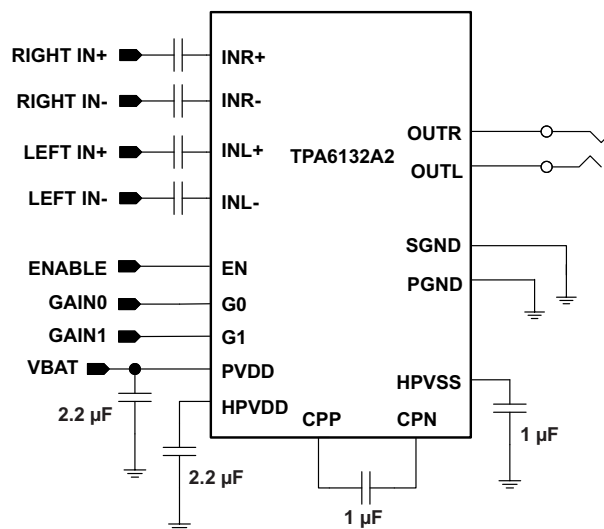 RIGHT IN+
INR+
RIGHT IN-
INR-
LEFT IN+
INL+
LEFT IN-
INL-
TPA6132A2
OUTR
OUTL
SGND
PGND
ENABLE
EN
GAIN0
G0
GAIN1
G1
VBAT
PVDD
HPVDD
HPVSS
CPP
CPN
2.2 µF
2.2 µF
1 µF
1 µF